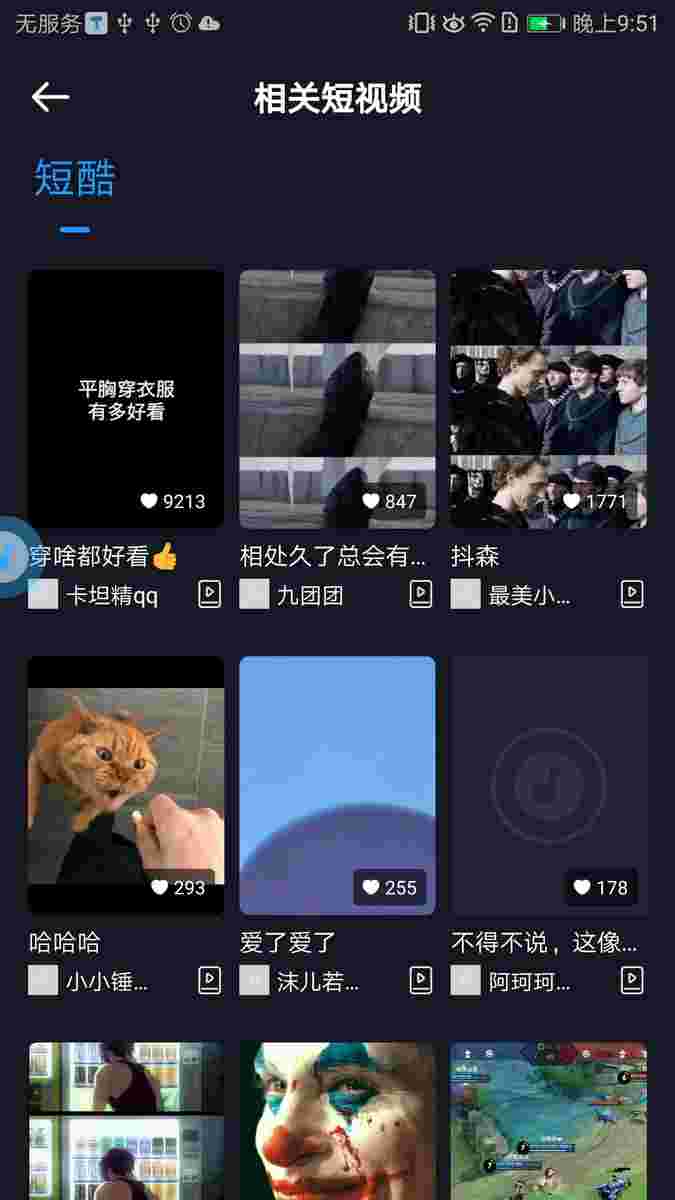 无服务 晚上9:51
相关短视频
短酷
平胸穿衣服
有多好看
9213
847
1771
穿啥都好看👍
相处久了总会有...
抖森
卡坦精qq
九团团
最美小...
293
255
178
哈哈哈
爱了爱了
不得不说，这像...
小小锤...
沫儿若...
阿珂珂...